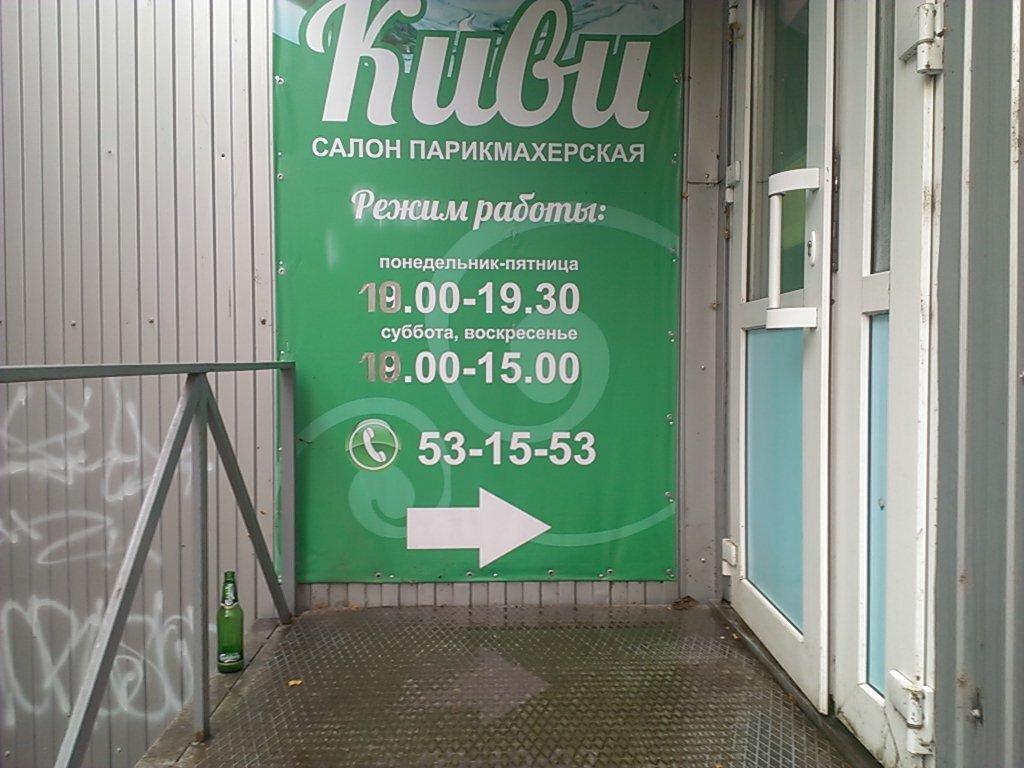 Киви
САЛОН ПАРИКМАХЕРСКАЯ
Режим работы:
понедельник-пятница
10.00-19.30
суббота, воскресенье
10.00-15.00
53-15-53